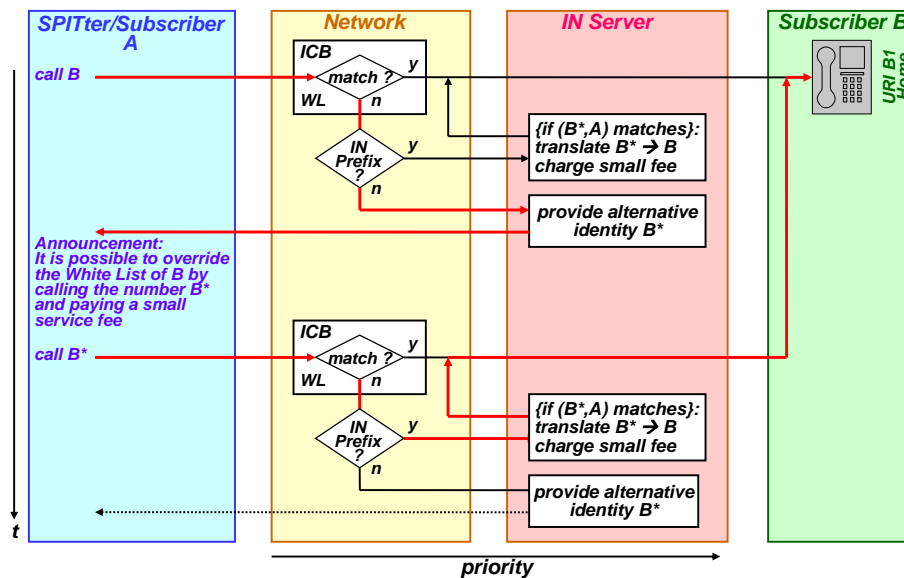 SPITter/Subscriber
A
Network
IN Server
Subscriber B
call B
ICB
match ?
y
n
WL
URI B1
Home
IN
Prefix
?
y
n
{if (B*,A) matches}:
translate B* → B
charge small fee
provide alternative
identity B*
Announcement:
It is possible to override
the White List of B by
calling the number B*
and paying a small
service fee
call B*
ICB
match ?
y
n
WL
IN
Prefix
?
y
n
{if (B*,A) matches}:
translate B* → B
charge small fee
provide alternative
identity B*
t
priority